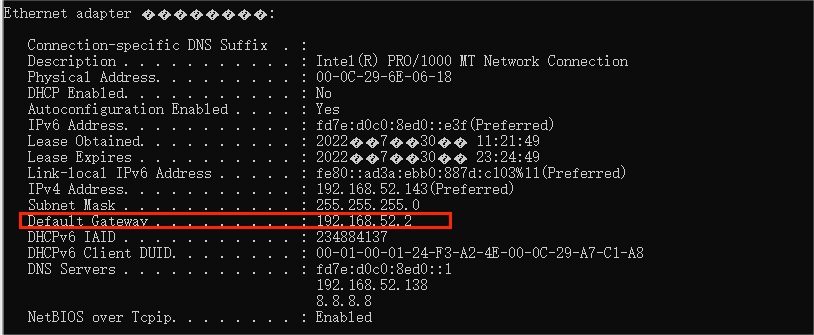 Ethernet adapter ���������:
Connection-specific DNS Suffix . :
Description . . . . . . . . . . . : Intel(R) PRO/1000 MT Network Connection
Physical Address. . . . . . . . . : 00-0C-29-6E-06-18
DHCP Enabled. . . . . . . . . . . : No
Autoconfiguration Enabled . . . . : Yes
IPv6 Address. . . . . . . . . . . : fd7e:d0c0:8ed0::e3f(Preferred)
Lease Obtained. . . . . . . . . . : 2022��7��30�� 11:21:49
Lease Expires . . . . . . . . . . : 2022��7��30�� 23:24:49
Link-local IPv6 Address . . . . . : fe80::ad3a:ebb0:887d:c103%11(Preferred)
IPv4 Address. . . . . . . . . . . : 192.168.52.143(Preferred)
Subnet Mask . . . . . . . . . . . : 255.255.255.0
Default Gateway . . . . . . . . . : 192.168.52.2
DHCPv6 IAID . . . . . . . . . . . : 234884137
DHCPv6 Client DUID. . . . . . . . : 00-01-00-01-24-F3-A2-4E-00-0C-29-A7-C1-A8
DNS Servers . . . . . . . . . . . : fd7e:d0c0:8ed0::1
192.168.52.138
8.8.8.8
NetBIOS over Tcpip. . . . . . . . : Enabled